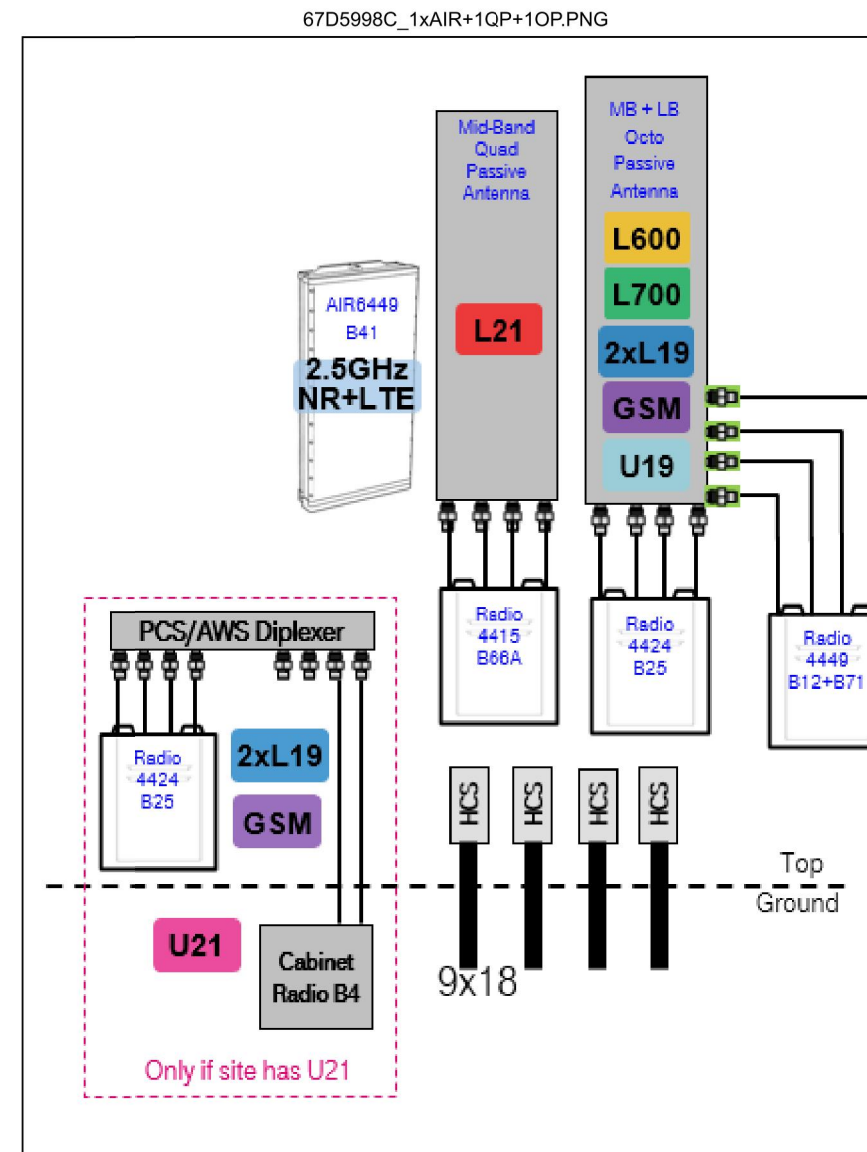 67D5998C_1xAIR+1QP+1OP.PNG
MB + LB
Octo
Passive
Antenna
Mid-Band
Quad
Passive
Antenna
L600
L700
AIR6449
B41
L21
2xL19
2.5GHz
NR+LTE
GSM
U19
PCS/AWS Diplexer
Radio
4415
B66A
Radio
4424
B25
Radio
4449
B12+B71
Radio
4424
B25
2xL19
GSM
HCS
HCS
HCS
HCS
Top
Ground
U21
Cabinet
Radio B4
9x18
Only if site has U21